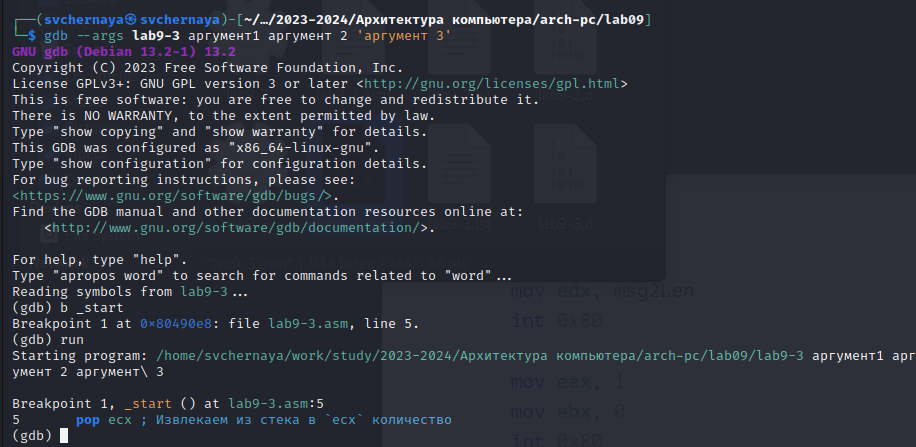 ┌──(svchernaya㉿svchernaya)-[~/…/2023-2024/Архитектура компьютера/arch-pc/lab09]
└─$ gdb --args lab9-3 аргумент1 аргумент 2 'аргумент 3'
GNU gdb (Debian 13.2-1) 13.2
Copyright (C) 2023 Free Software Foundation, Inc.
License GPLv3+: GNU GPL version 3 or later <http://gnu.org/licenses/gpl.html>
This is free software: you are free to change and redistribute it.
There is NO WARRANTY, to the extent permitted by law.
Type "show copying" and "show warranty" for details.
This GDB was configured as "x86_64-linux-gnu".
Type "show configuration" for configuration details.
For bug reporting instructions, please see:
<https://www.gnu.org/software/gdb/bugs/>.
Find the GDB manual and other documentation resources online at:
    <http://www.gnu.org/software/gdb/documentation/>.

For help, type "help".
Type "apropos word" to search for commands related to "word"...
Reading symbols from lab9-3...
(gdb) b _start
Breakpoint 1 at 0x80490e8: file lab9-3.asm, line 5.
(gdb) run
Starting program: /home/svchernaya/work/study/2023-2024/Архитектура компьютера/arch-pc/lab09/lab9-3 аргумент1 арг
умент 2 аргумент\ 3

Breakpoint 1, _start () at lab9-3.asm:5
5       pop ecx ; Извлекаем из стека в `ecx` количество
(gdb)
mov edx, msg2Len
int 0x80
mov eax, 1
mov ebx, 0
int 0x80